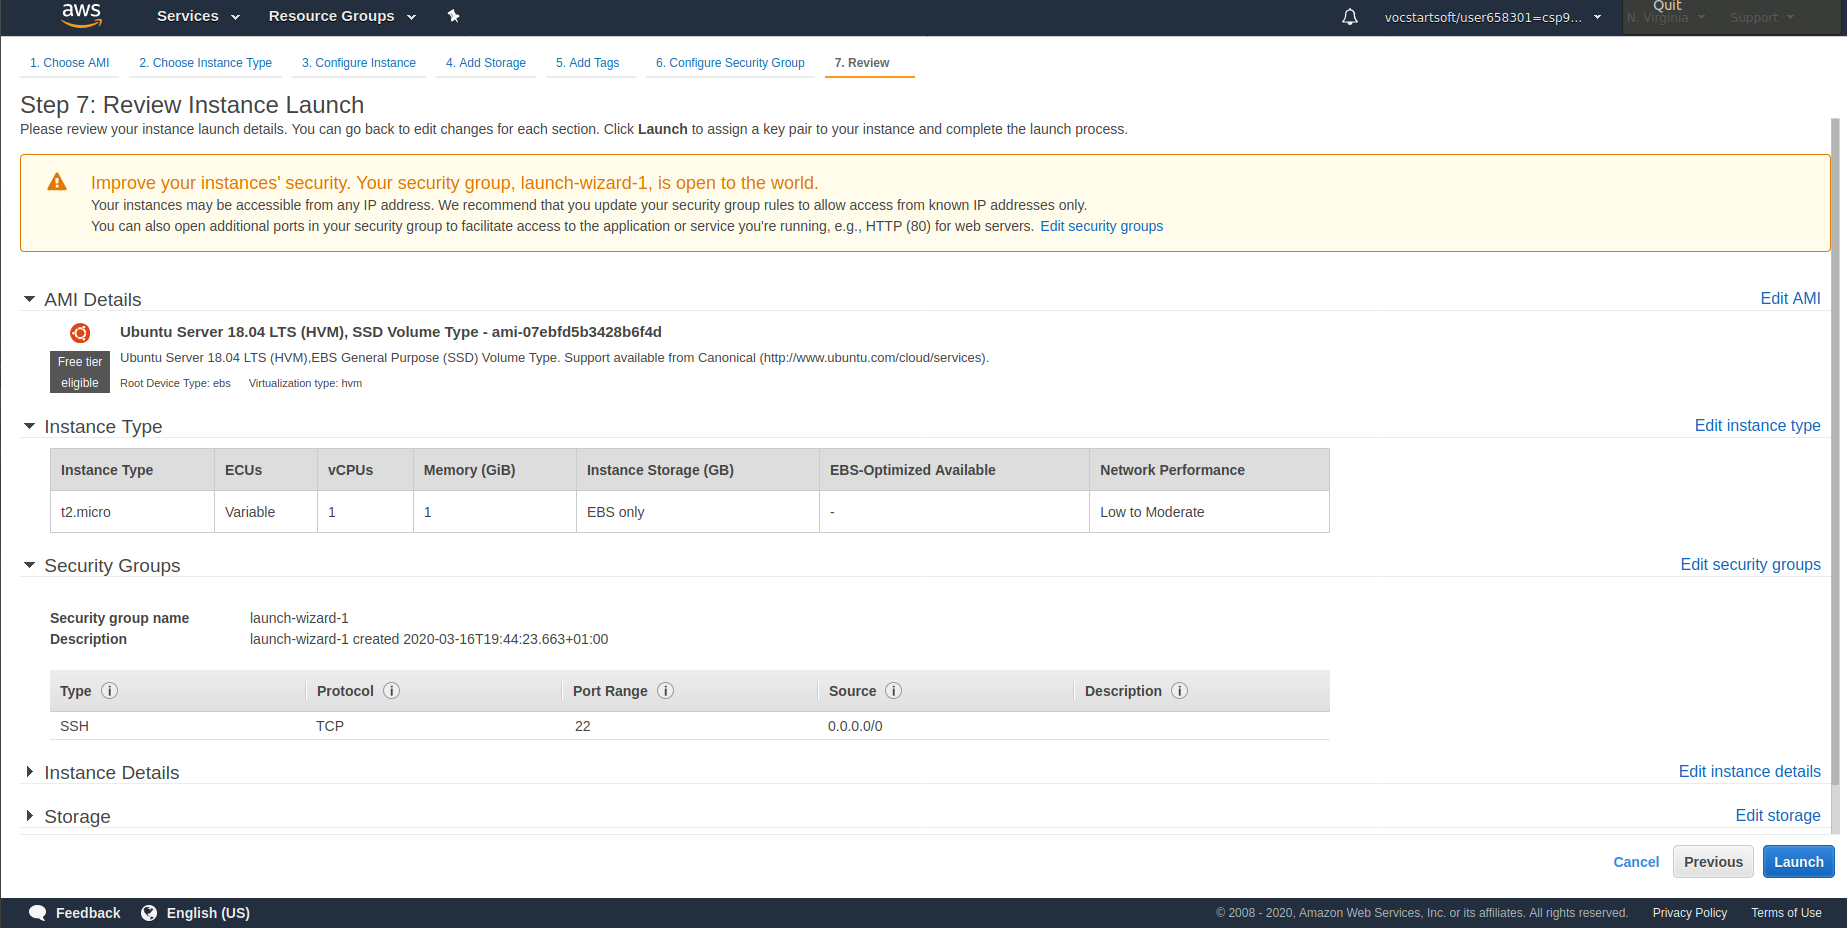 aws Services Resource Groups vocstartsoft/user658301=csp9... N. Virginia Support
Quit
1. Choose AMI 2. Choose Instance Type 3. Configure Instance 4. Add Storage 5. Add Tags 6. Configure Security Group 7. Review
Step 7: Review Instance Launch
Please review your instance launch details. You can go back to edit changes for each section. Click Launch to assign a key pair to your instance and complete the launch process.
Improve your instances' security. Your security group, launch-wizard-1, is open to the world.
Your instances may be accessible from any IP address. We recommend that you update your security group rules to allow access from known IP addresses only.
You can also open additional ports in your security group to facilitate access to the application or service you're running, e.g., HTTP (80) for web servers. Edit security groups
AMI Details Edit AMI
Ubuntu Server 18.04 LTS (HVM), SSD Volume Type - ami-07ebfd5b3428b6f4d
Free tier
eligible
Ubuntu Server 18.04 LTS (HVM),EBS General Purpose (SSD) Volume Type. Support available from Canonical (http://www.ubuntu.com/cloud/services).
Root Device Type: ebs Virtualization type: hvm
Instance Type Edit instance type
Instance Type ECUs vCPUs Memory (GiB) Instance Storage (GB) EBS-Optimized Available Network Performance
t2.micro Variable 1 1 EBS only - Low to Moderate
Security Groups Edit security groups
Security group name launch-wizard-1
Description launch-wizard-1 created 2020-03-16T19:44:23.663+01:00
Type i Protocol i Port Range i Source i Description i
SSH TCP 22 0.0.0.0/0
Instance Details Edit instance details
Storage Edit storage
Cancel Previous Launch
Feedback English (US) © 2008 - 2020, Amazon Web Services, Inc. or its affiliates. All rights reserved. Privacy Policy Terms of Use